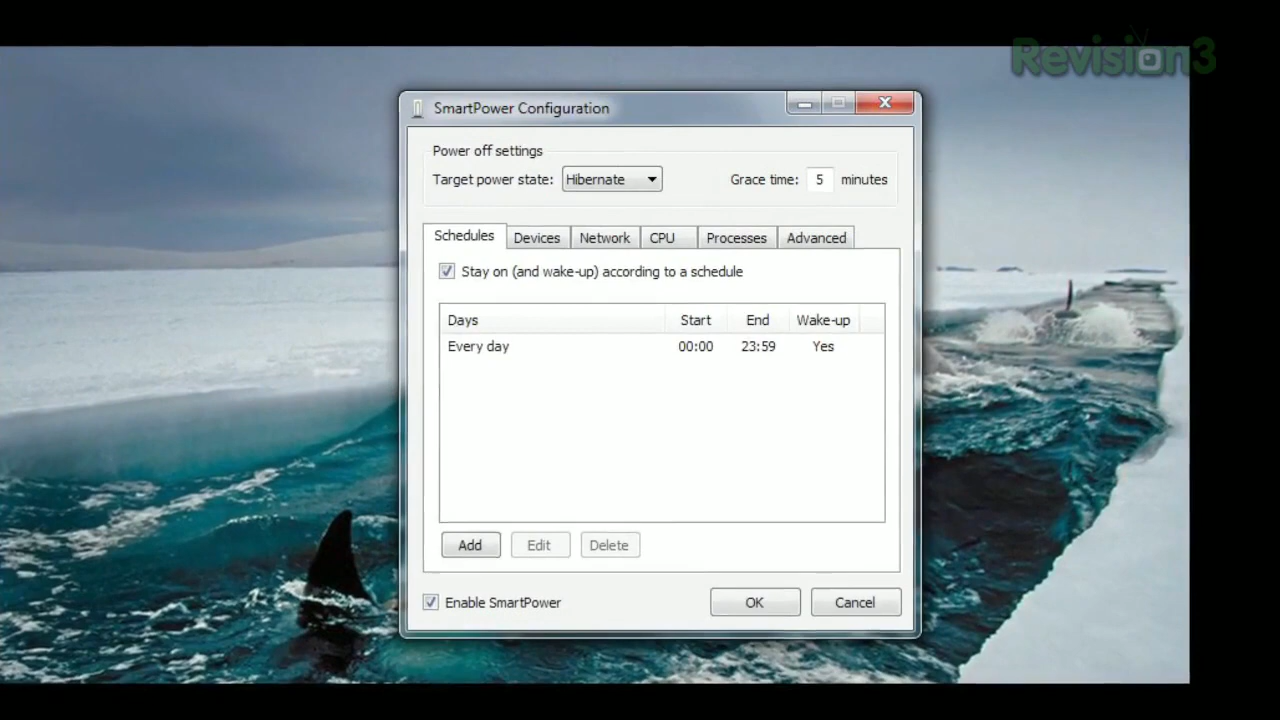 Revision3
SmartPower Configuration
Power off settings
Target power state: Hibernate Grace time: 5 minutes
Schedules Devices Network CPU Processes Advanced
Stay on (and wake-up) according to a schedule
Days Start End Wake-up
Every day 00:00 23:59 Yes
Add Edit Delete
Enable SmartPower OK Cancel